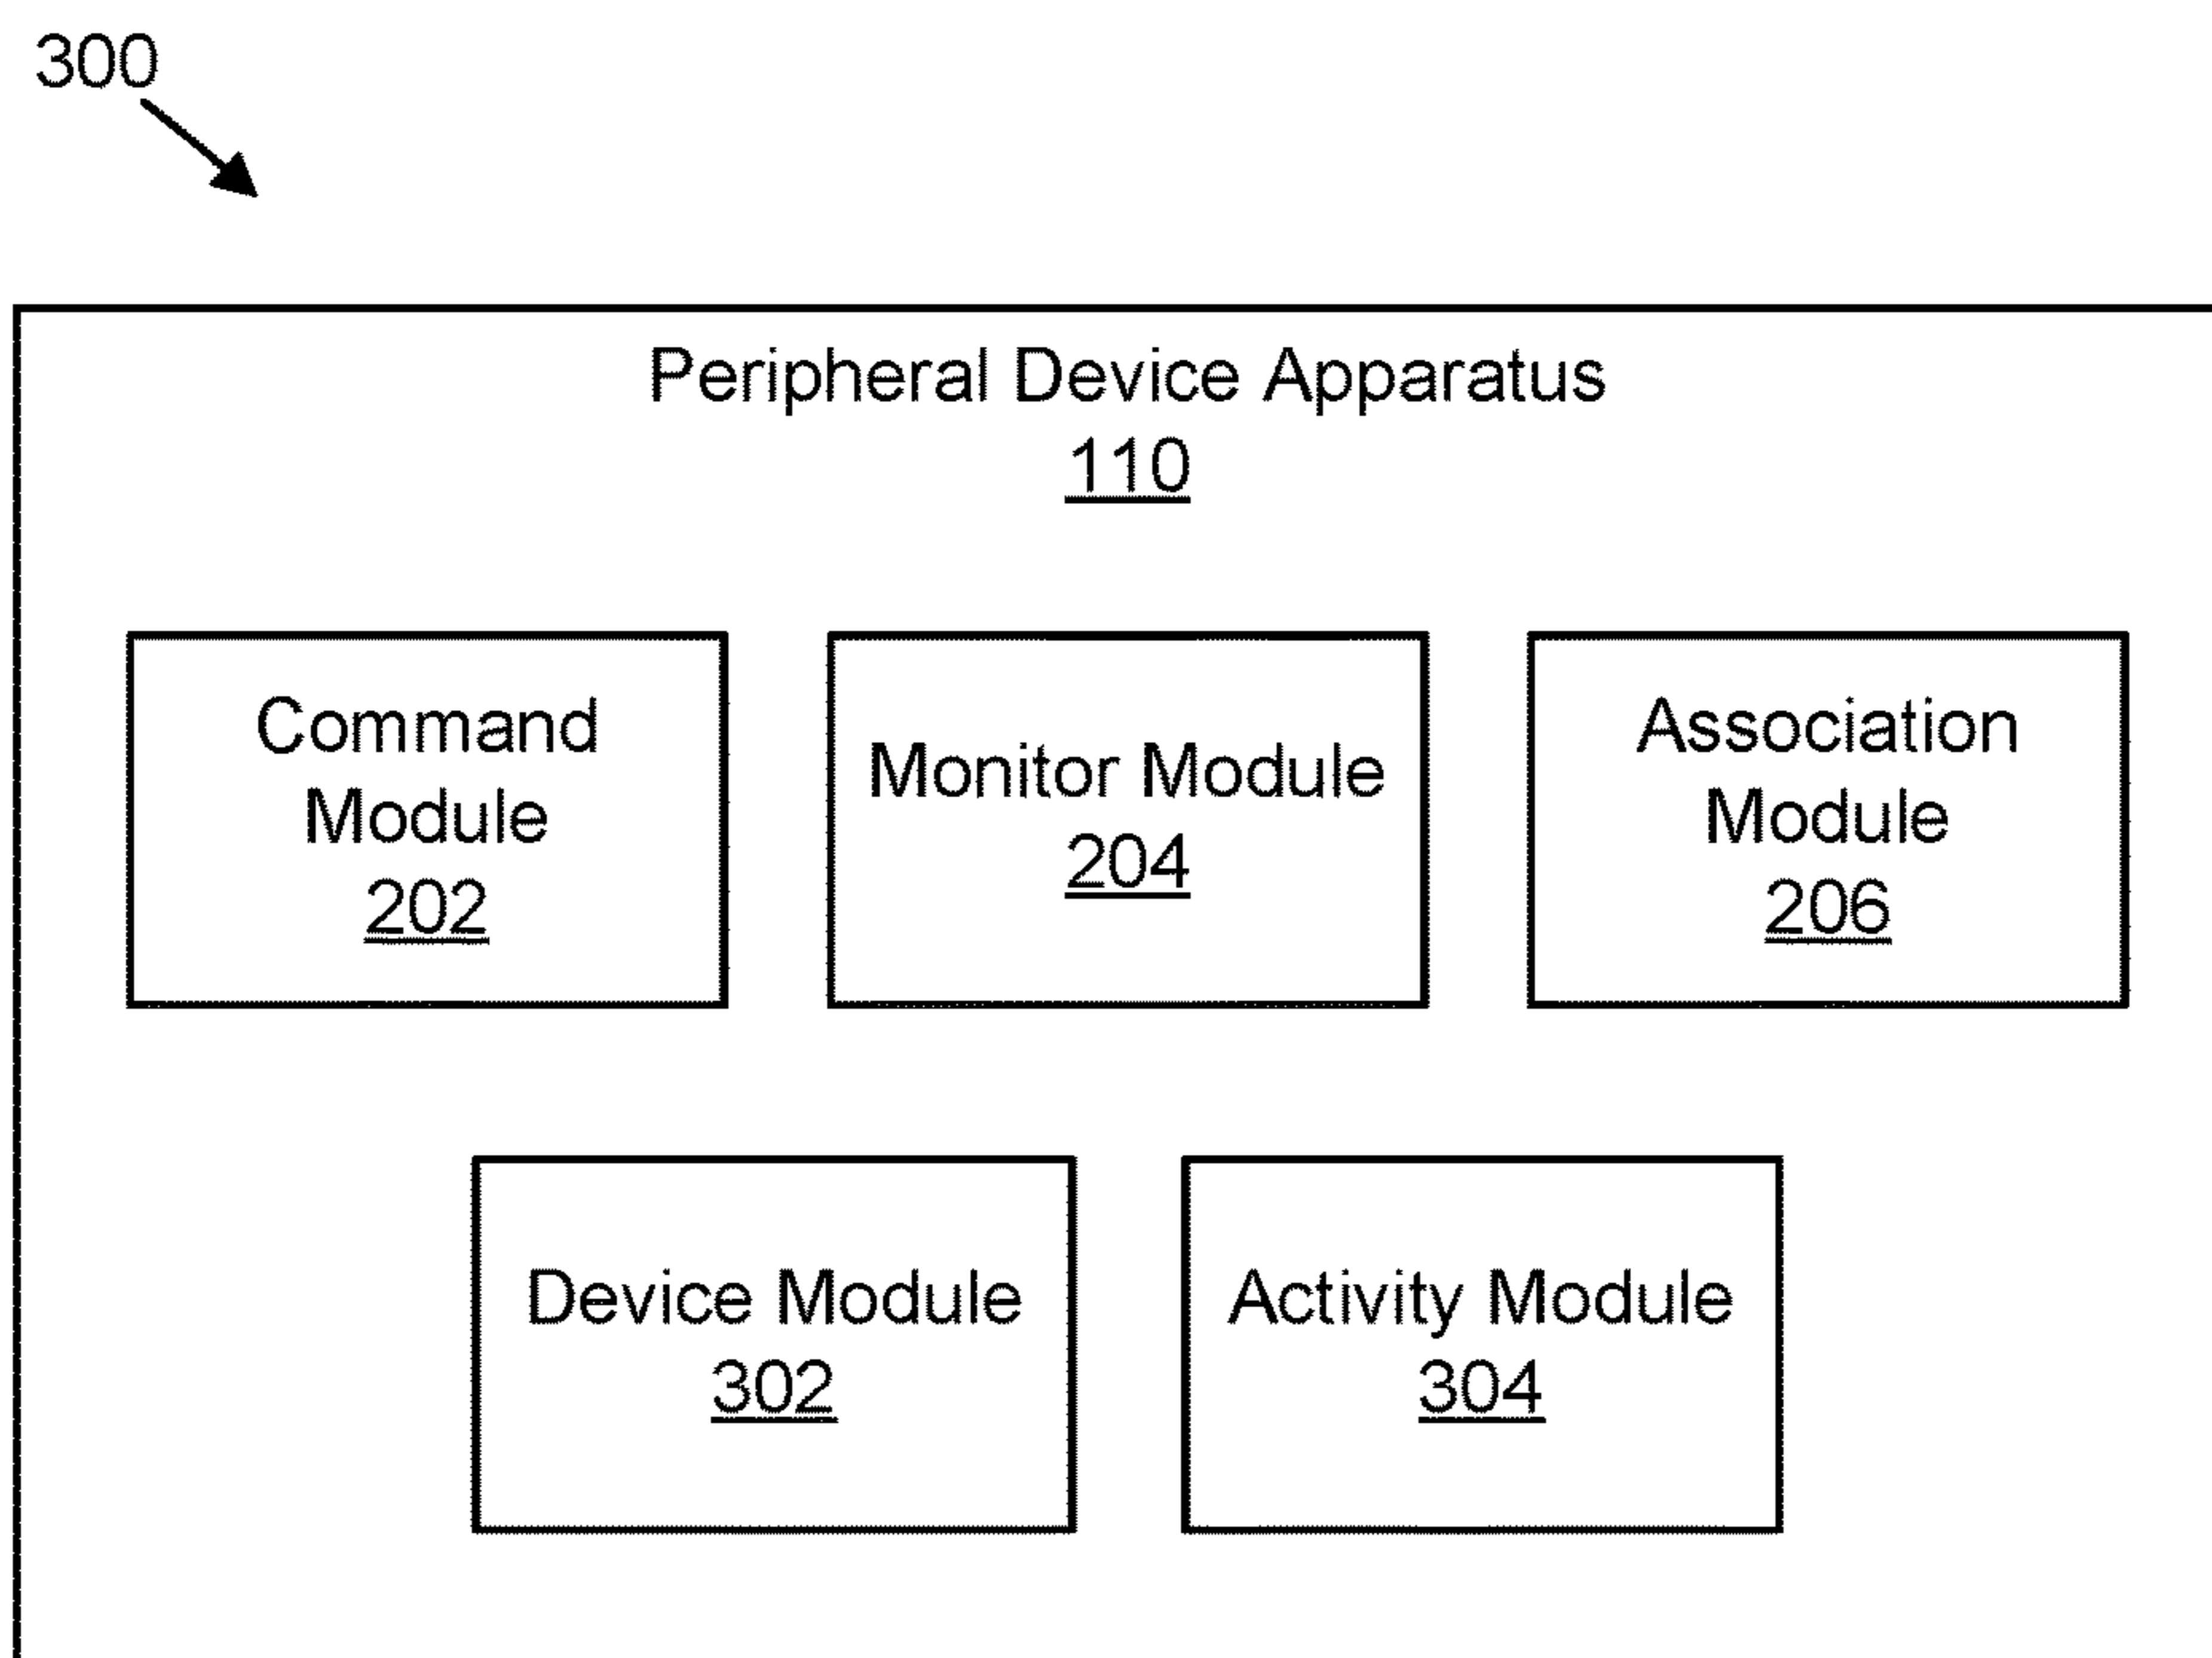 300
Peripheral Device Apparatus
110
Command
Module
202
Monitor Module
204
Association
Module
206
Device Module
302
Activity Module
304